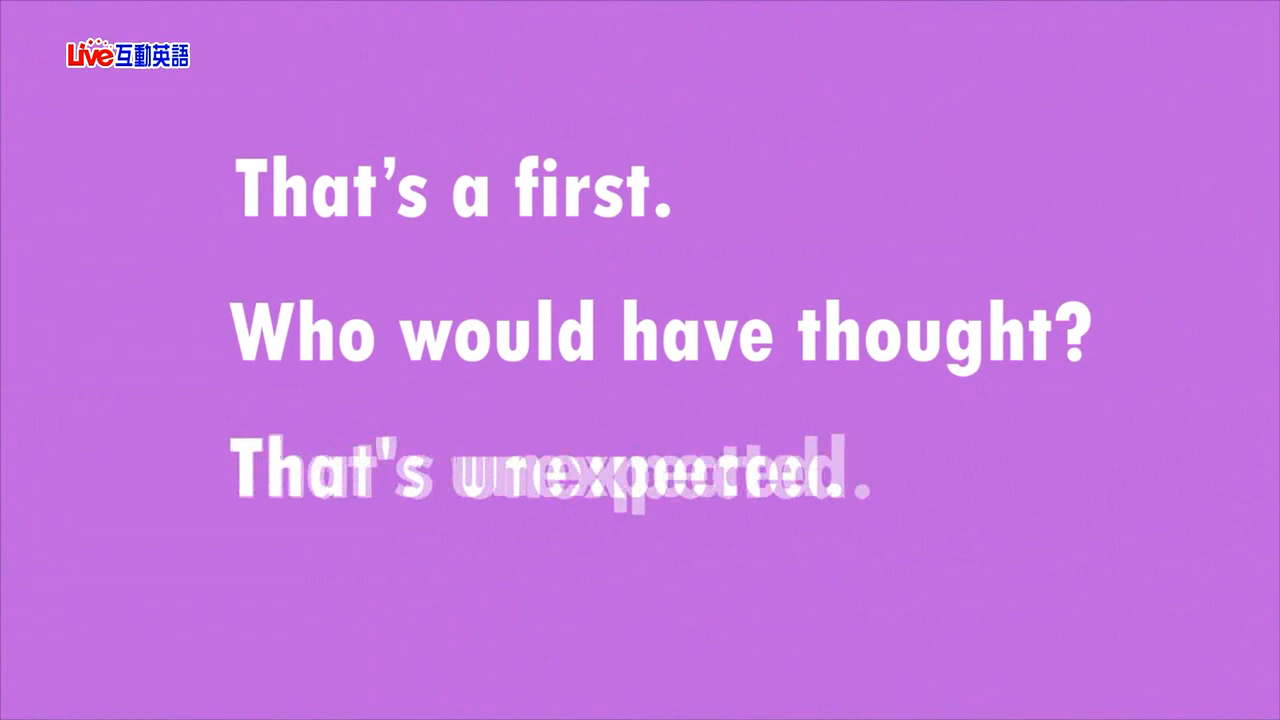 Live互動英語
That’s a first.
Who would have thought?
That's unexpected.